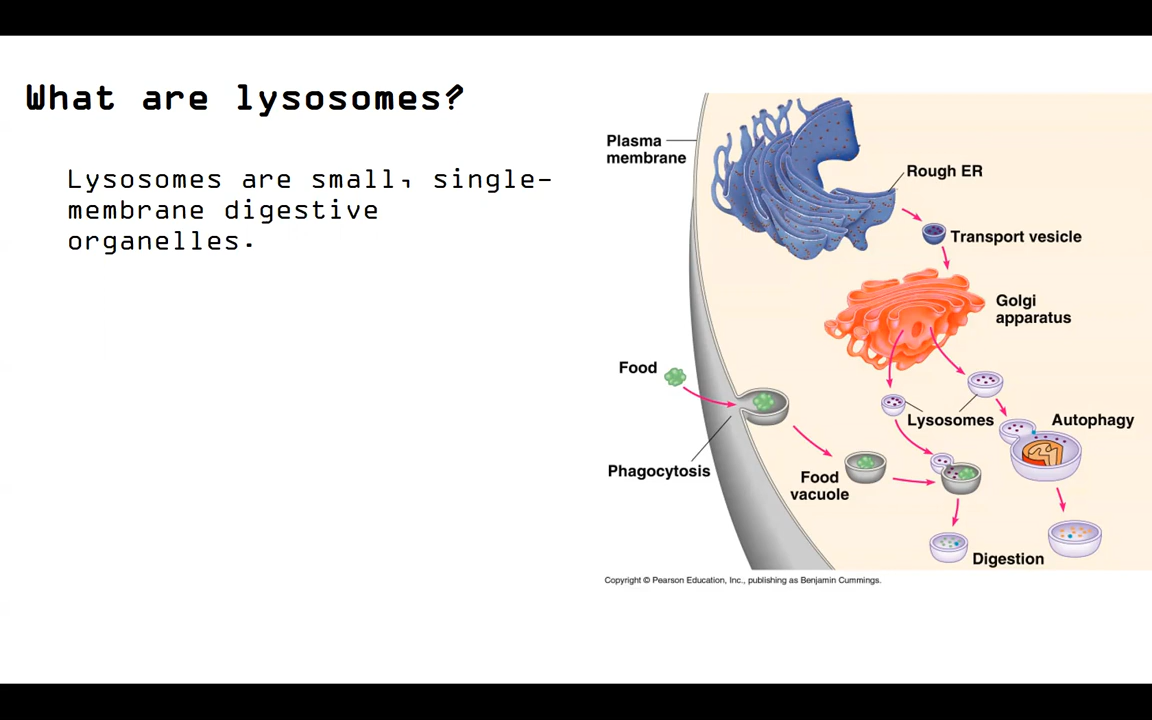 What are lysosomes?
Lysosomes are small, single-
membrane digestive
organelles.
Plasma
membrane
Rough ER
Transport vesicle
Golgi
apparatus
Food
Lysosomes
Autophagy
Phagocytosis
Food
vacuole
Digestion
Copyright © Pearson Education, Inc., publishing as Benjamin Cummings.